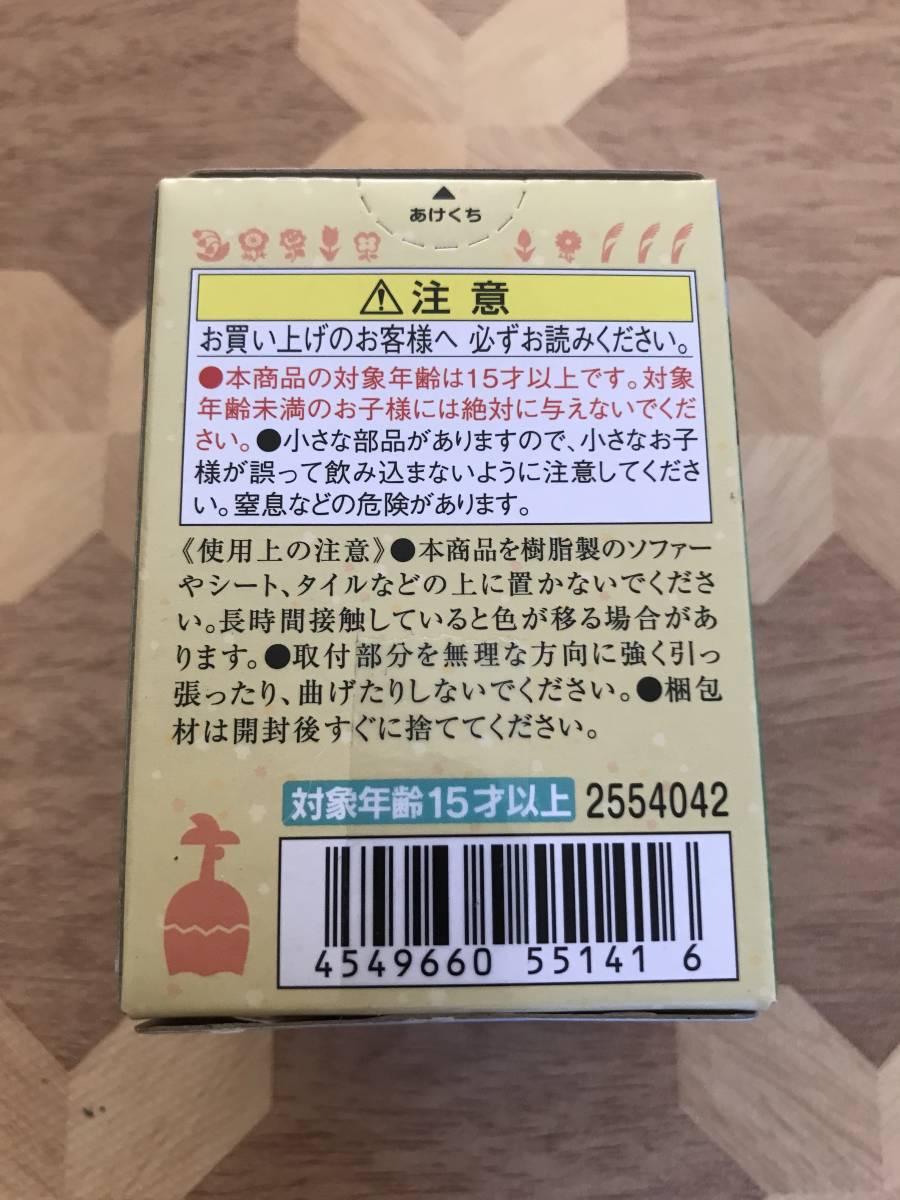 あけくち
⚠注意
お買い上げのお客様へ 必ずお読みください。
●本商品の対象年齢は15才以上です。対象
年齢未満のお子様には絶対に与えないでくだ
さい。●小さな部品がありますので、小さなお子
様が誤って飲み込まないように注意してくださ
い。窒息などの危険があります。
《使用上の注意》●本商品を樹脂製のソファー
やシート、タイルなどの上に置かないでくださ
い。長時間接触していると色が移る場合があ
ります。●取付部分を無理な方向に強く引っ
張ったり、曲げたりしないでください。●梱包
材は開封後すぐに捨ててください。
対象年齢15才以上 2554042
4549660 551416